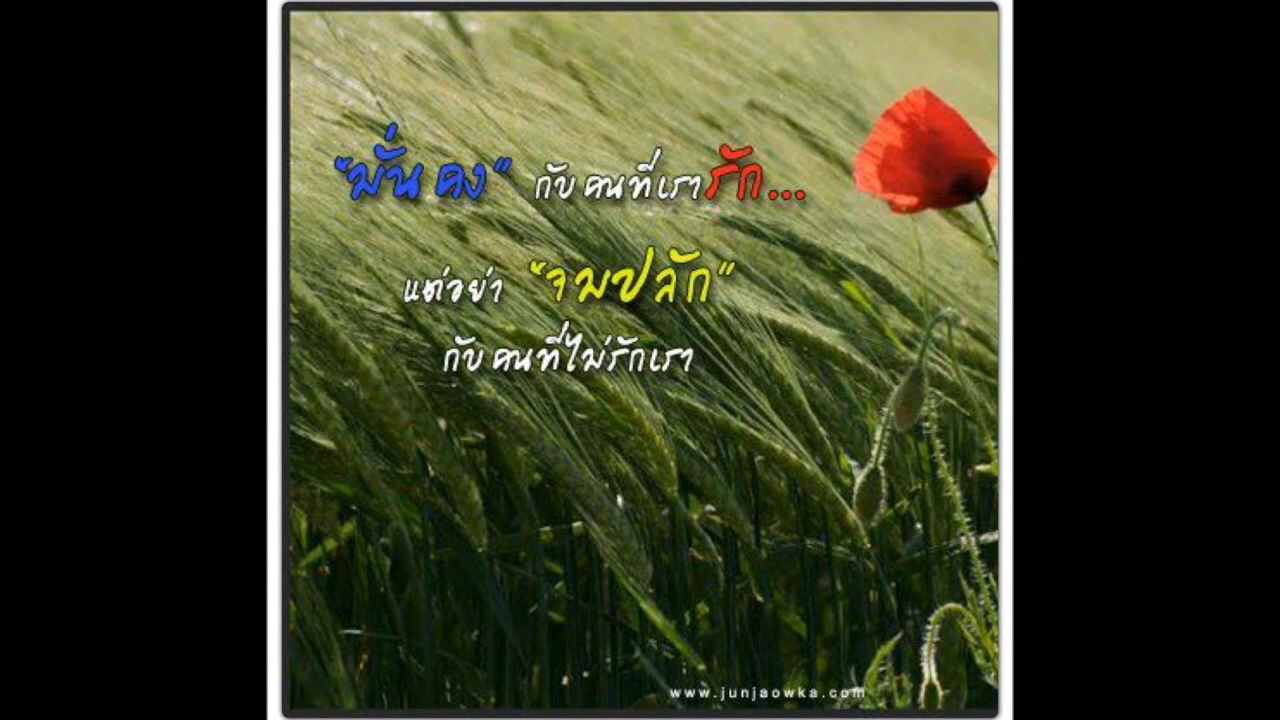 "มั่นคง" กับคนที่เรารัก...
แต่อย่า "จมปลัก"
กับคนที่ไม่รักเรา
www.junjaowka.com